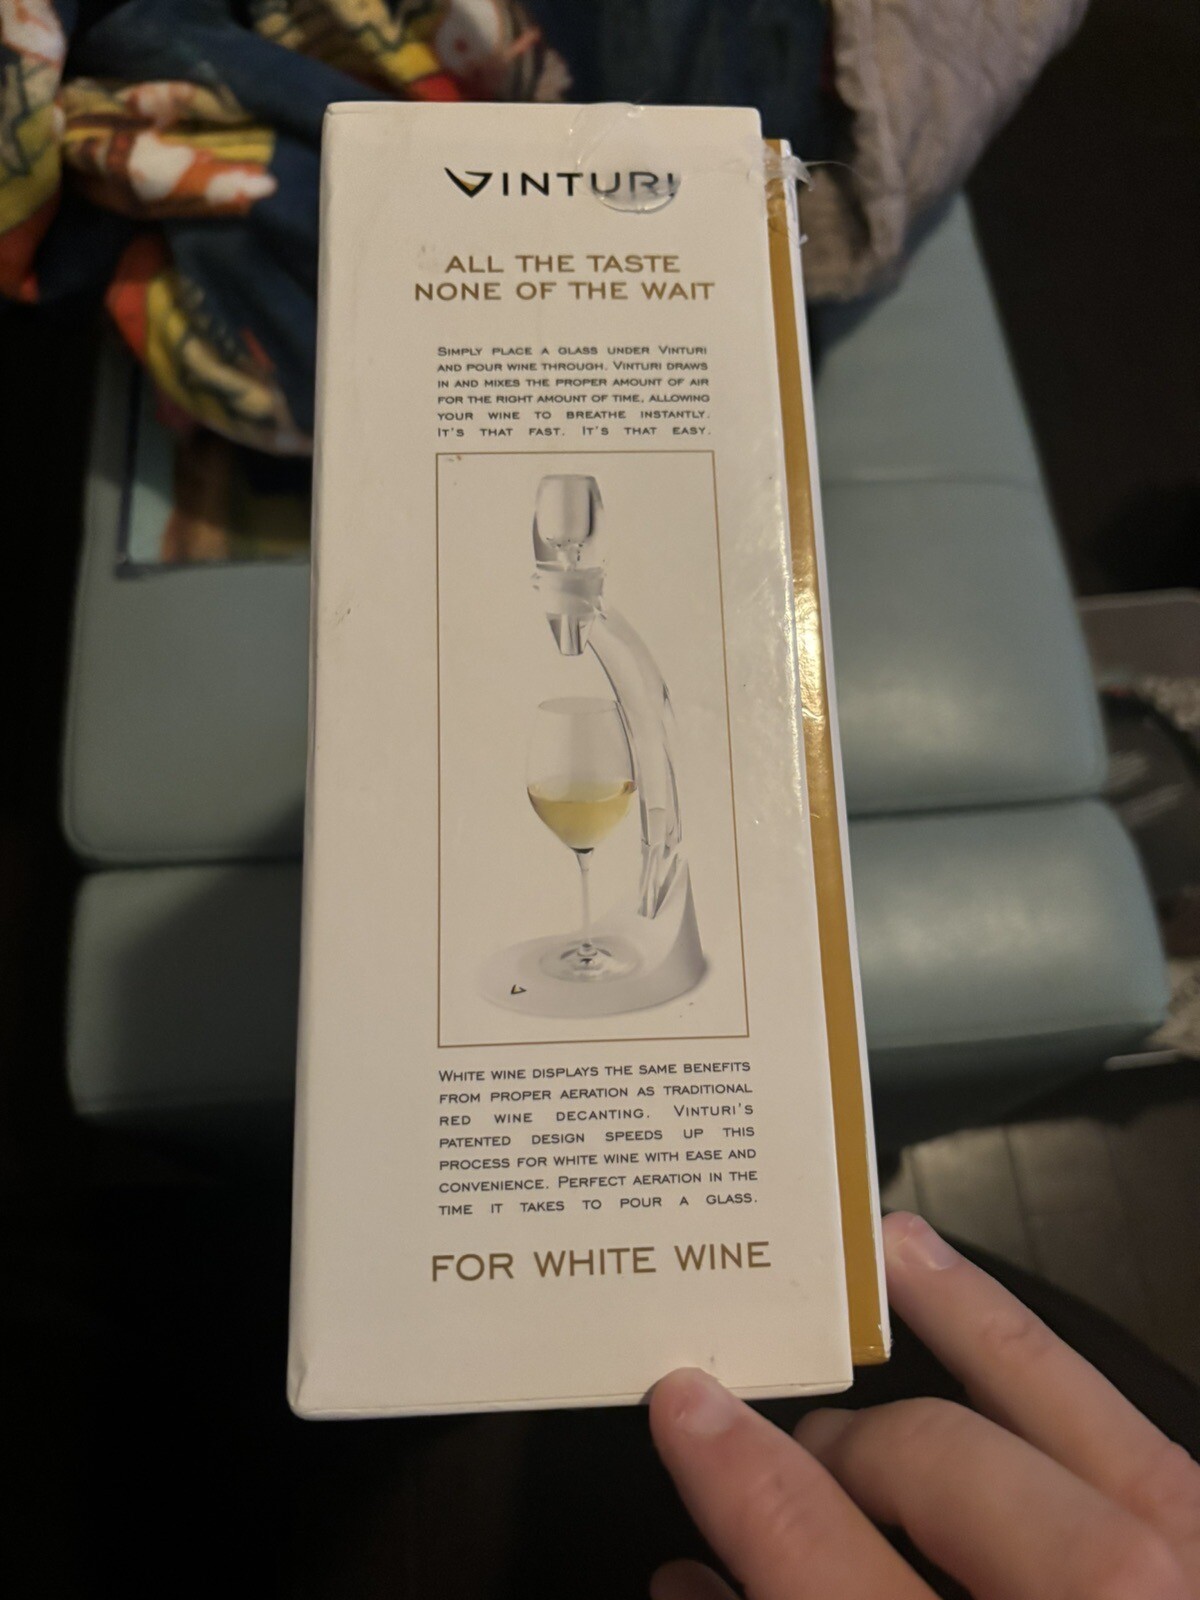 VINTURI
ALL THE TASTE
NONE OF THE WAIT
SIMPLY PLACE A GLASS UNDER VINTURI
AND POUR WINE THROUGH. VINTURI DRAWS
IN AND MIXES THE PROPER AMOUNT OF AIR
FOR THE RIGHT AMOUNT OF TIME, ALLOWING
YOUR WINE TO BREATHE INSTANTLY.
IT'S THAT FAST. IT'S THAT EASY.
WHITE WINE DISPLAYS THE SAME BENEFITS
FROM PROPER AERATION AS TRADITIONAL
RED WINE DECANTING. VINTURI'S
PATENTED DESIGN SPEEDS UP THIS
PROCESS FOR WHITE WINE WITH EASE AND
CONVENIENCE. PERFECT AERATION IN THE
TIME IT TAKES TO POUR A GLASS.
FOR WHITE WINE